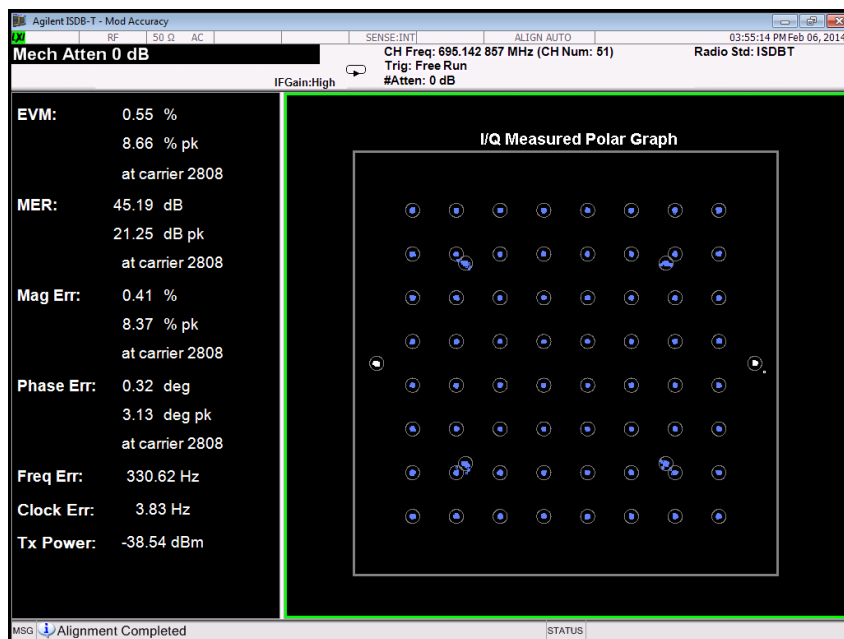 Agilent ISDB-T - Mod Accuracy
LXI RF 50 Ω AC SENSE:INT ALIGN AUTO 03:55:14 PM Feb 06, 2014
Mech Atten 0 dB
CH Freq: 695.142 857 MHz (CH Num: 51) Radio Std: ISDBT
Trig: Free Run
IFGain:High #Atten: 0 dB
I/Q Measured Polar Graph
EVM: 0.55 %
8.66 % pk
at carrier 2808
MER: 45.19 dB
21.25 dB pk
at carrier 2808
Mag Err: 0.41 %
8.37 % pk
at carrier 2808
Phase Err: 0.32 deg
3.13 deg pk
at carrier 2808
Freq Err: 330.62 Hz
Clock Err: 3.83 Hz
Tx Power: -38.54 dBm
MSG Alignment Completed STATUS